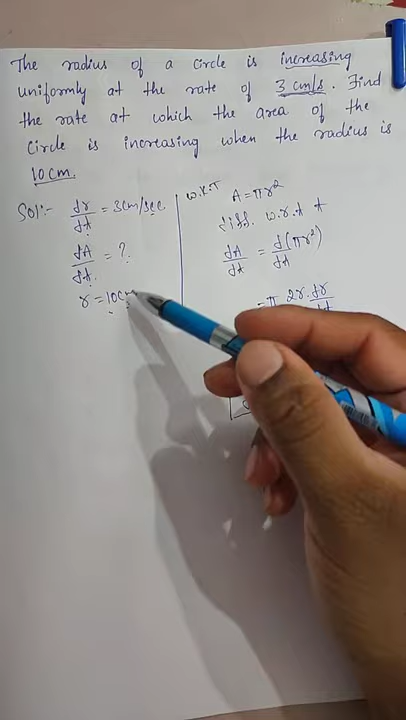 The radius of a circle is increasing
uniformly at the rate of 3 cm/s. Find
the rate at which the area of the
circle is increasing when the radius is
10 cm.
Sol:- dr/dt = 3cm/sec
dA/dt = ?
r = 10cm
W.K.T A = πr²
diff. w.r.t t
dA/dt = d(πr²)/dt
= π 2r. dr/dt